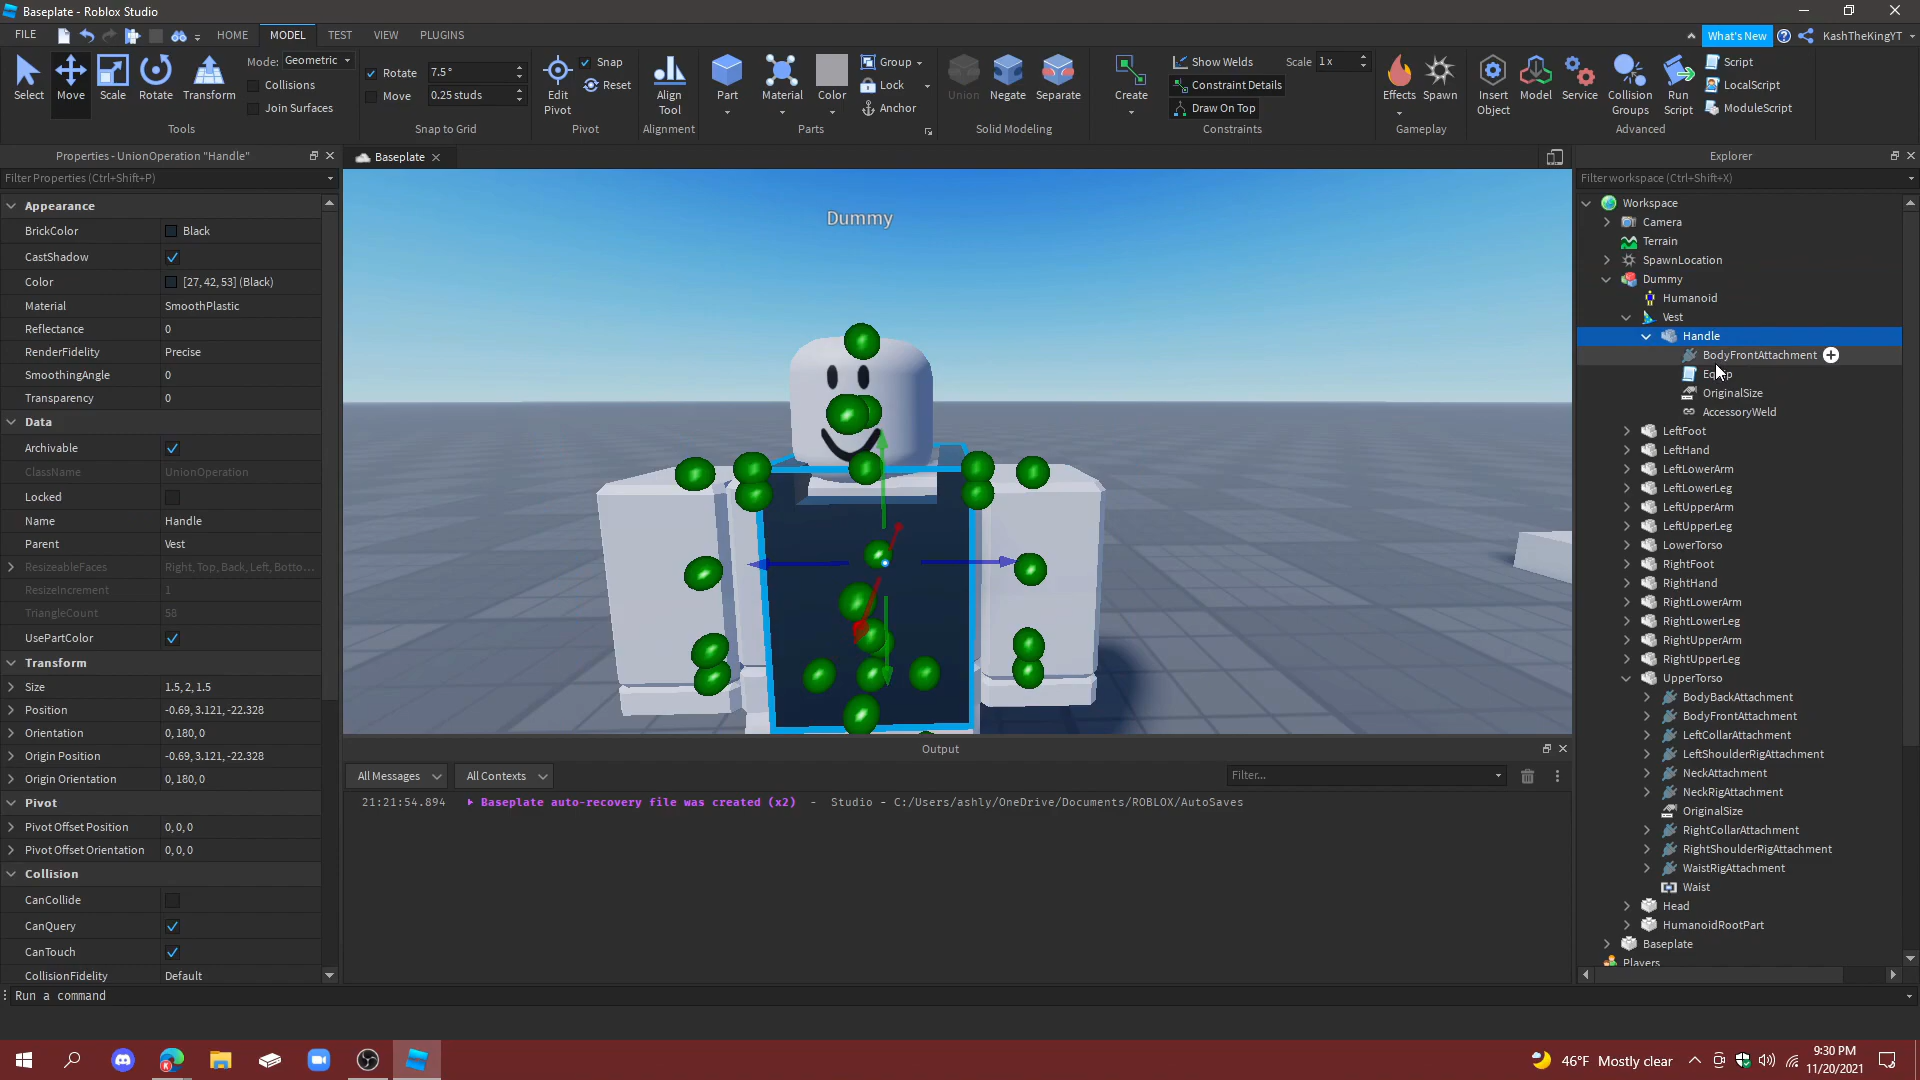 Baseplate - Roblox Studio
FILE HOME MODEL TEST VIEW PLUGINS What's New KashTheKingYT
Select Move Scale Rotate Transform
Mode: Geometric
Collisions
Join Surfaces
Tools
Rotate 7.5°
Move 0.25 studs
Snap to Grid
Edit Pivot
Snap
Reset
Pivot
Align Tool
Alignment
Part Material Color
Group
Lock
Anchor
Parts
Union Negate Separate
Solid Modeling
Create
Show Welds Scale 1 x
Constraint Details
Draw On Top
Constraints
Effects Spawn
Gameplay
Insert Object Model Service Collision Groups Run Script
Script
LocalScript
ModuleScript
Advanced
Properties - UnionOperation "Handle"
Filter Properties (Ctrl+Shift+P)
Appearance
BrickColor Black
CastShadow
Color [27, 42, 53] (Black)
Material SmoothPlastic
Reflectance 0
RenderFidelity Precise
SmoothingAngle 0
Transparency 0
Data
Archivable
ClassName UnionOperation
Locked
Name Handle
Parent Vest
ResizeableFaces Right, Top, Back, Left, Botto...
ResizeIncrement 1
TriangleCount 58
UsePartColor
Transform
Size 1.5, 2, 1.5
Position -0.69, 3.121, -22.328
Orientation 0, 180, 0
Origin Position -0.69, 3.121, -22.328
Origin Orientation 0, 180, 0
Pivot
Pivot Offset Position 0, 0, 0
Pivot Offset Orientation 0, 0, 0
Collision
CanCollide
CanQuery
CanTouch
CollisionFidelity Default
Baseplate
Dummy
Output
All Messages All Contexts Filter...
21:21:54.894 Baseplate auto-recovery file was created (x2) - Studio - C:/Users/ashly/OneDrive/Documents/ROBLOX/AutoSaves
Explorer
Filter workspace (Ctrl+Shift+X)
Workspace
Camera
Terrain
SpawnLocation
Dummy
Humanoid
Vest
Handle
BodyFrontAttachment
OriginalSize
AccessoryWeld
LeftFoot
LeftHand
LeftLowerArm
LeftLowerLeg
LeftUpperArm
LeftUpperLeg
LowerTorso
RightFoot
RightHand
RightLowerArm
RightLowerLeg
RightUpperArm
RightUpperLeg
UpperTorso
BodyBackAttachment
BodyFrontAttachment
LeftCollarAttachment
LeftShoulderRigAttachment
NeckAttachment
NeckRigAttachment
OriginalSize
RightCollarAttachment
RightShoulderRigAttachment
WaistRigAttachment
Waist
Head
HumanoidRootPart
Baseplate
Players
Run a command
46°F Mostly clear
9:30 PM
11/20/2021